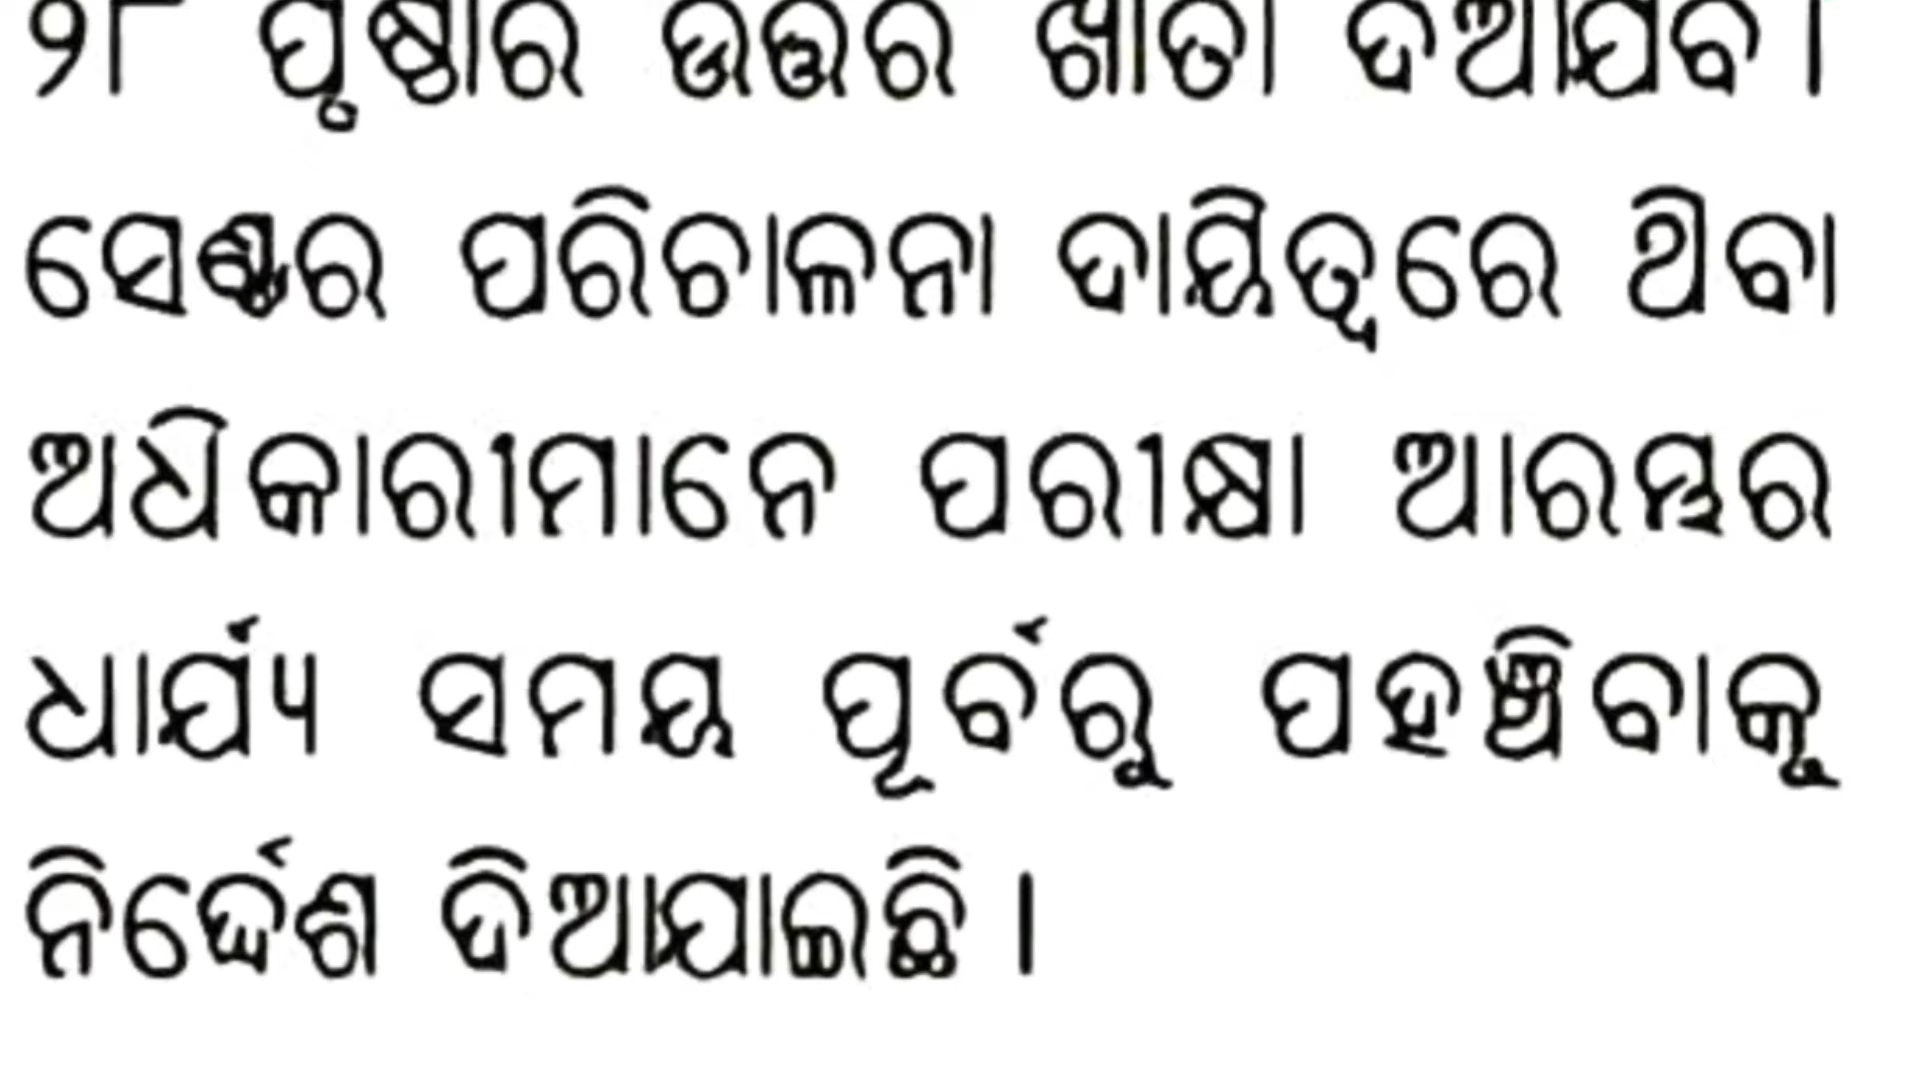 ୨୮ ପୃଷ୍ଠାର ଉତ୍ତର ଖାତା ଦିଆଯିବ ।
ସେଣ୍ଟର ପରିଚାଳନା ଦାୟିତ୍ୱରେ ଥିବା
ଅଧିକାରୀମାନେ ପରୀକ୍ଷା ଆରମ୍ଭର
ଧାର୍ଯ୍ୟ ସମୟ ପୂର୍ବରୁ ପହଞ୍ଚିବାକୁ
ନିର୍ଦ୍ଦେଶ ଦିଆଯାଇଛି ।